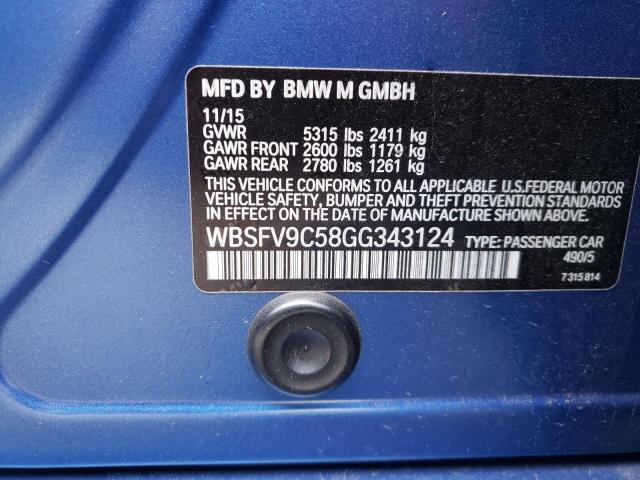 MFD BY BMW M GMBH
11/15
GVWR 5315 lbs 2411 kg
GAWR FRONT 2600 lbs 1179 kg
GAWR REAR 2780 lbs 1261 kg
THIS VEHICLE CONFORMS TO ALL APPLICABLE U.S.FEDERAL MOTOR
VEHICLE SAFETY, BUMPER, AND THEFT PREVENTION STANDARDS
IN EFFECT ON THE DATE OF MANUFACTURE SHOWN ABOVE.
WBSFV9C58GG343124 TYPE: PASSENGER CAR
490/5
7 315 814